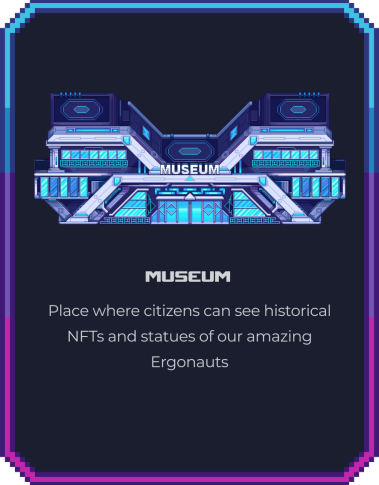 MUSEUM
MUSEUM
Place where citizens can see historical
NFTs and statues of our amazing
Ergonauts